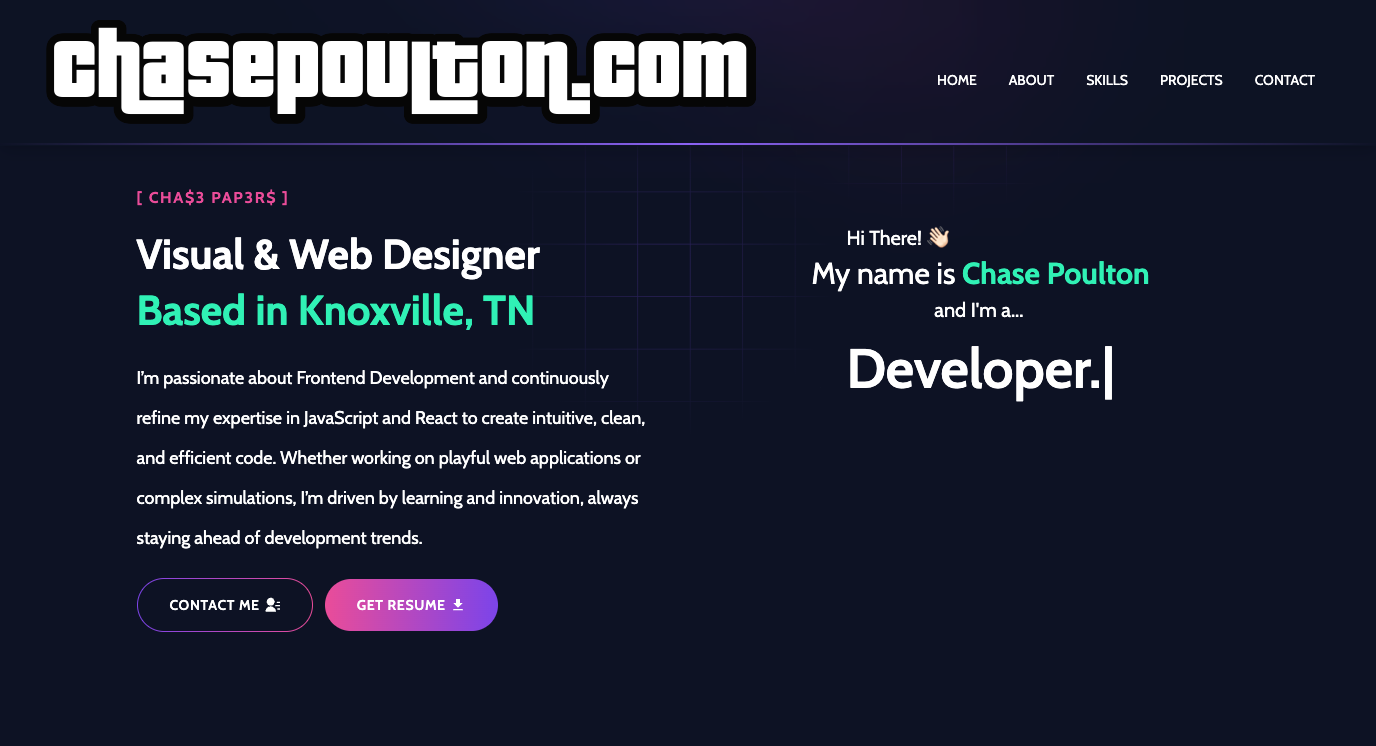 chasepoulton.com
HOME ABOUT SKILLS PROJECTS CONTACT
[ CHA$3 PAP3R$ ]
Visual & Web Designer
Based in Knoxville, TN
I'm passionate about Frontend Development and continuously
refine my expertise in JavaScript and React to create intuitive, clean,
and efficient code. Whether working on playful web applications or
complex simulations, I'm driven by learning and innovation, always
staying ahead of development trends.
CONTACT ME
GET RESUME
Hi There! 👋🏻
My name is Chase Poulton
and I'm a...
Developer.|